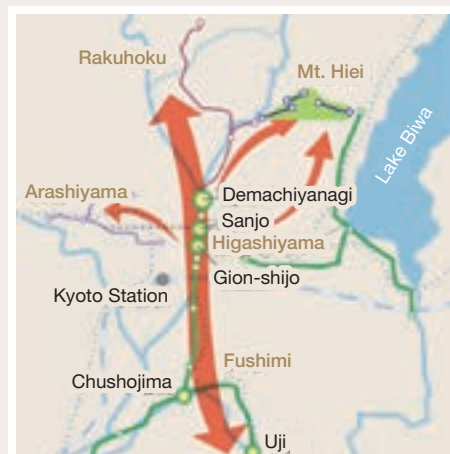 Rakuhoku
Mt. Hiei
Lake Biwa
Arashiyama
Demachiyanagi
Sanjo
Higashiyama
Gion-shijo
Kyoto Station
Fushimi
Chushojima
Uji